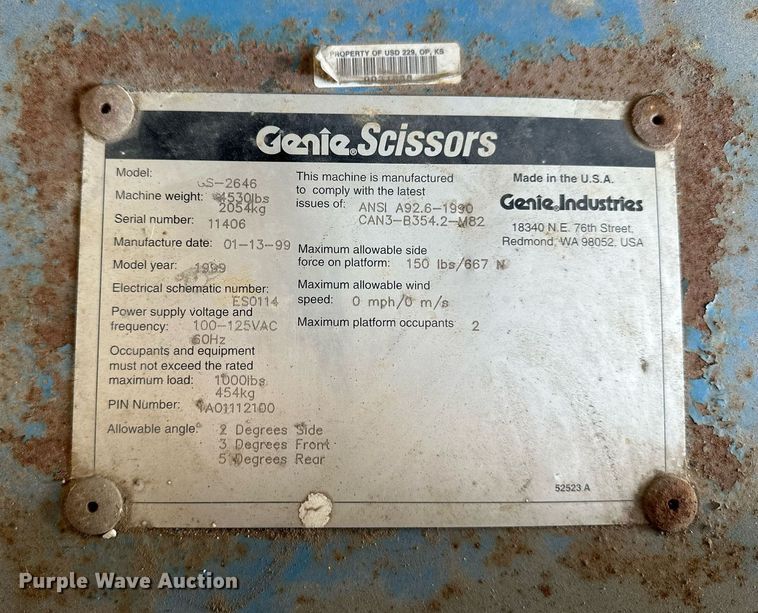 PROPERTY OF USD 229, OP, KS
Genie Scissors
Model: GS-2646
Machine weight: 4530lbs
2054kg
Serial number: 11406
Manufacture date: 01-13-99
Model year: 1999
Electrical schematic number:
ES0114
Power supply voltage and
frequency: 100-125VAC
60Hz
Occupants and equipment
must not exceed the rated
maximum load: 1000lbs
454kg
PIN Number: 1A01112100
Allowable angle: 2 Degrees Side
3 Degrees Front
5 Degrees Rear
This machine is manufactured
to comply with the latest
issues of: ANSI A92.6-1990
CAN3-B354.2-M82
Maximum allowable side
force on platform: 150 lbs/667 N
Maximum allowable wind
speed: 0 mph/0 m/s
Maximum platform occupants 2
Made in the U.S.A.
Genie Industries
18340 N.E. 76th Street,
Redmond, WA 98052, USA
52523 A
Purple Wave Auction